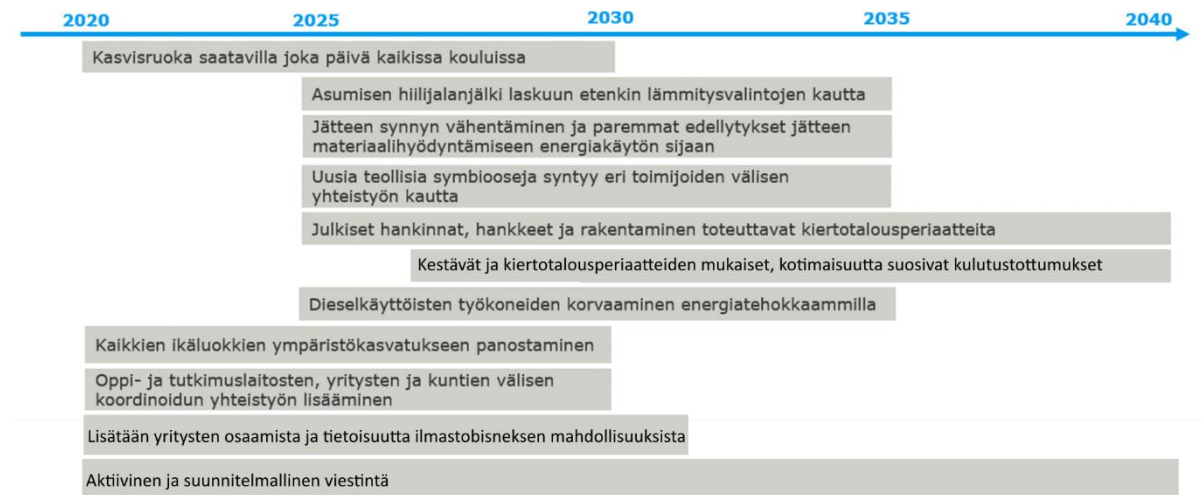 2020 2025 2030 2035 2040
Kasvisruoka saatavilla joka päivä kaikissa kouluissa
Asumisen hiilijalanjälki laskuun etenkin lämmitysvalintojen kautta
Jätteen synnyn vähentäminen ja paremmat edellytykset jätteen
materiaalihyödyntämiseen energiakäytön sijaan
Uusia teollisia symbiooseja syntyy eri toimijoiden välisen
yhteistyön kautta
Julkiset hankinnat, hankkeet ja rakentaminen toteuttavat kiertotalousperiaatteita
Kestävät ja kiertotalousperiaatteiden mukaiset, kotimaisuutta suosivat kulutustottumukset
Dieselkäyttöisten työkoneiden korvaaminen energiatehokkaammilla
Kaikkien ikäluokkien ympäristökasvatukseen panostaminen
Oppi- ja tutkimuslaitosten, yritysten ja kuntien välisen
koordinoidun yhteistyön lisääminen
Lisätään yritysten osaamista ja tietoisuutta ilmastobisneksen mahdollisuuksista
Aktiivinen ja suunnitelmallinen viestintä